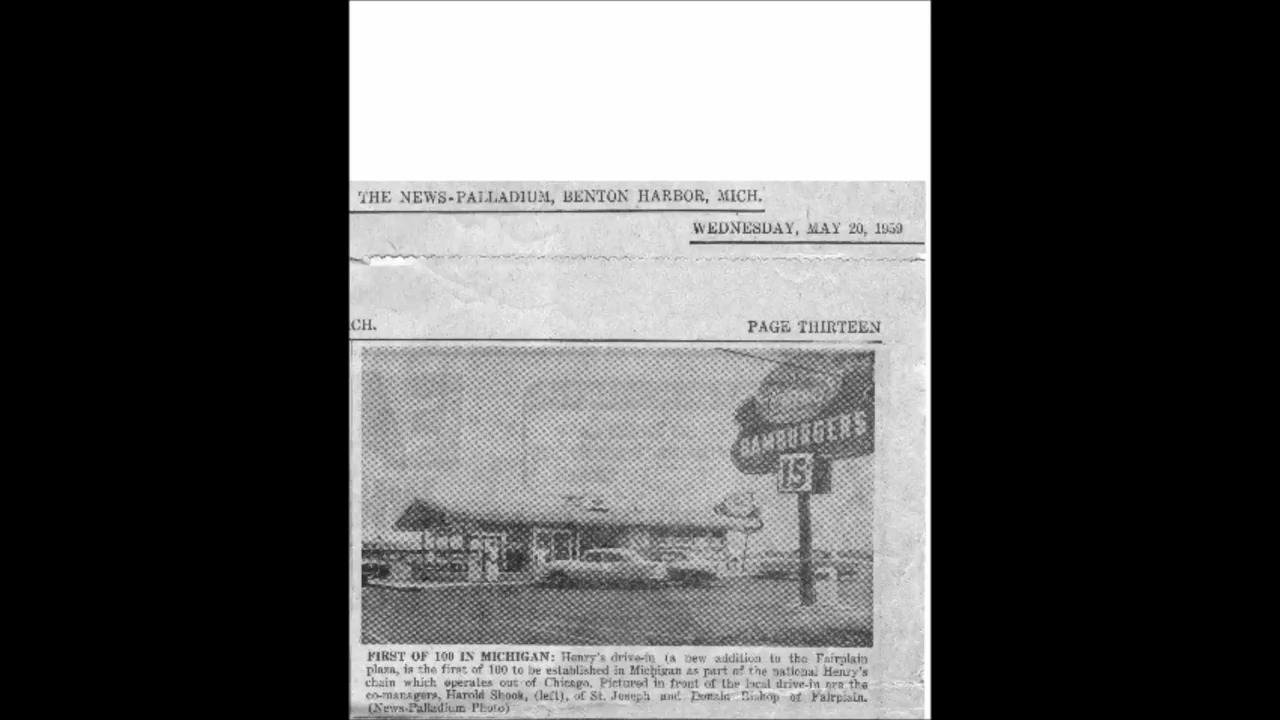 THE NEWS-PALLADIUM, BENTON HARBOR, MICH.
WEDNESDAY, MAY 20, 1959
CH.
PAGE THIRTEEN
HAMBURGERS
15
FIRST OF 100 IN MICHIGAN: Henry's drive-in (a new addition to the Fairplain
plaza, is the first of 100 to be established in Michigan as part of the national Henry's
chain which operates out of Chicago. Pictured in front of the local drive-in are the
co-managers, Harold Shook, (left), of St. Joseph and Donald Bishop of Fairplain.
(News-Palladium Photo)